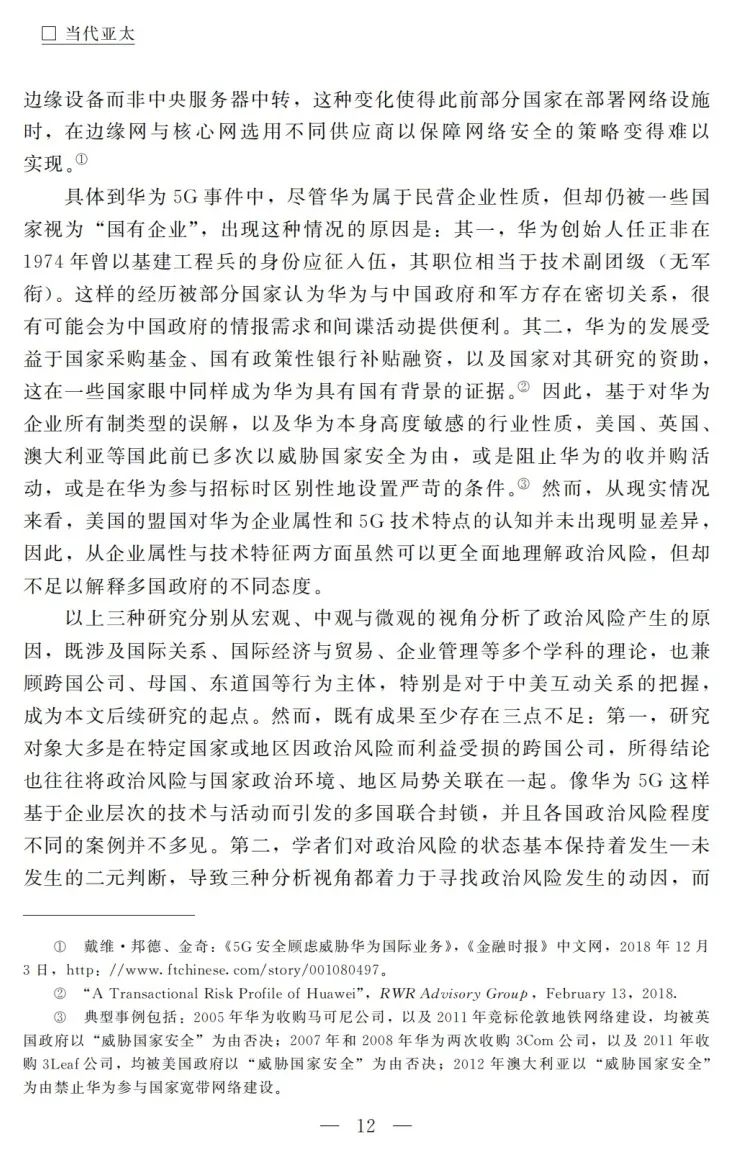 □ 当代亚太
边缘设备而非中央服务器中转，这种变化使得此前部分国家在部署网络设施
时，在边缘网与核心网选用不同供应商以保障网络安全的策略变得难以
实现。①
具体到华为 5G 事件中，尽管华为属于民营企业性质，但却仍被一些国
家视为“国有企业”，出现这种情况的原因是：其一，华为创始人任正非在
1974 年曾以基建工程兵的身份应征入伍，其职位相当于技术副团级（无军
衔）。这样的经历被部分国家认为华为与中国政府和军方存在密切关系，很
有可能会为中国政府的情报需求和间谍活动提供便利。其二，华为的发展受
益于国家采购基金、国有政策性银行补贴融资，以及国家对其研究的资助，
这在一些国家眼中同样成为华为具有国有背景的证据。② 因此，基于对华为
企业所有制类型的误解，以及华为本身高度敏感的行业性质，美国、英国、
澳大利亚等国此前已多次以威胁国家安全为由，或是阻止华为的收并购活
动，或是在华为参与招标时区别性地设置严苛的条件。③ 然而，从现实情况
来看，美国的盟国对华为企业属性和 5G 技术特点的认知并未出现明显差异，
因此，从企业属性与技术特征两方面虽然可以更全面地理解政治风险，但却
不足以解释多国政府的不同态度。
以上三种研究分别从宏观、中观与微观的视角分析了政治风险产生的原
因，既涉及国际关系、国际经济与贸易、企业管理等多个学科的理论，也兼
顾跨国公司、母国、东道国等行为主体，特别是对于中美互动关系的把握，
成为本文后续研究的起点。然而，既有成果至少存在三点不足：第一，研究
对象大多是在特定国家或地区因政治风险而利益受损的跨国公司，所得结论
也往往将政治风险与国家政治环境、地区局势关联在一起。像华为 5G 这样
基于企业层次的技术与活动而引发的多国联合封锁，并且各国政治风险程度
不同的案例并不多见。第二，学者们对政治风险的状态基本保持着发生—未
发生的二元判断，导致三种分析视角都着力于寻找政治风险发生的动因，而
① 戴维·邦德、金奇：《5G 安全顾虑威胁华为国际业务》，《金融时报》中文网，2018 年 12 月
3 日，http：//www.ftchinese.com/story/001080497。
② “A Transactional Risk Profile of Huawei”，RWR Advisory Group，February 13，2018.
③ 典型事例包括：2005 年华为收购马可尼公司，以及 2011 年竞标伦敦地铁网络建设，均被英
国政府以“威胁国家安全”为由否决；2007 年和 2008 年华为两次收购 3Com 公司，以及 2011 年收
购 3Leaf 公司，均被美国政府以“威胁国家安全”为由否决；2012 年澳大利亚以“威胁国家安全”
为由禁止华为参与国家宽带网络建设。
— 12 —